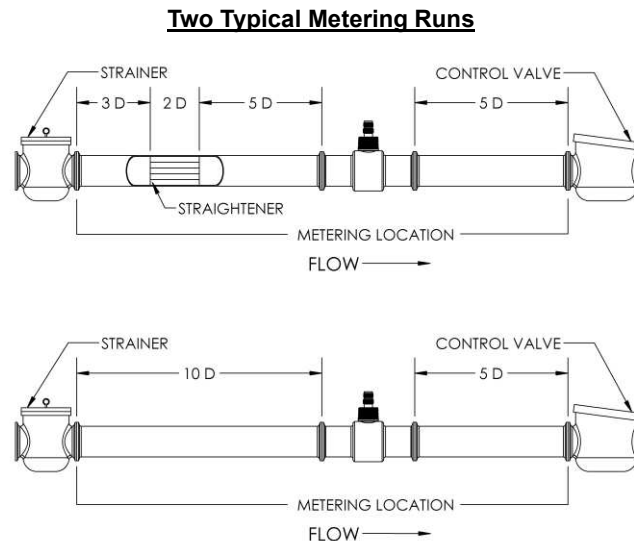 Two Typical Metering Runs
STRAINER
CONTROL VALVE
3 D
2 D
5 D
5 D
STRAIGHTENER
METERING LOCATION
FLOW
STRAINER
CONTROL VALVE
10 D
5 D
METERING LOCATION
FLOW